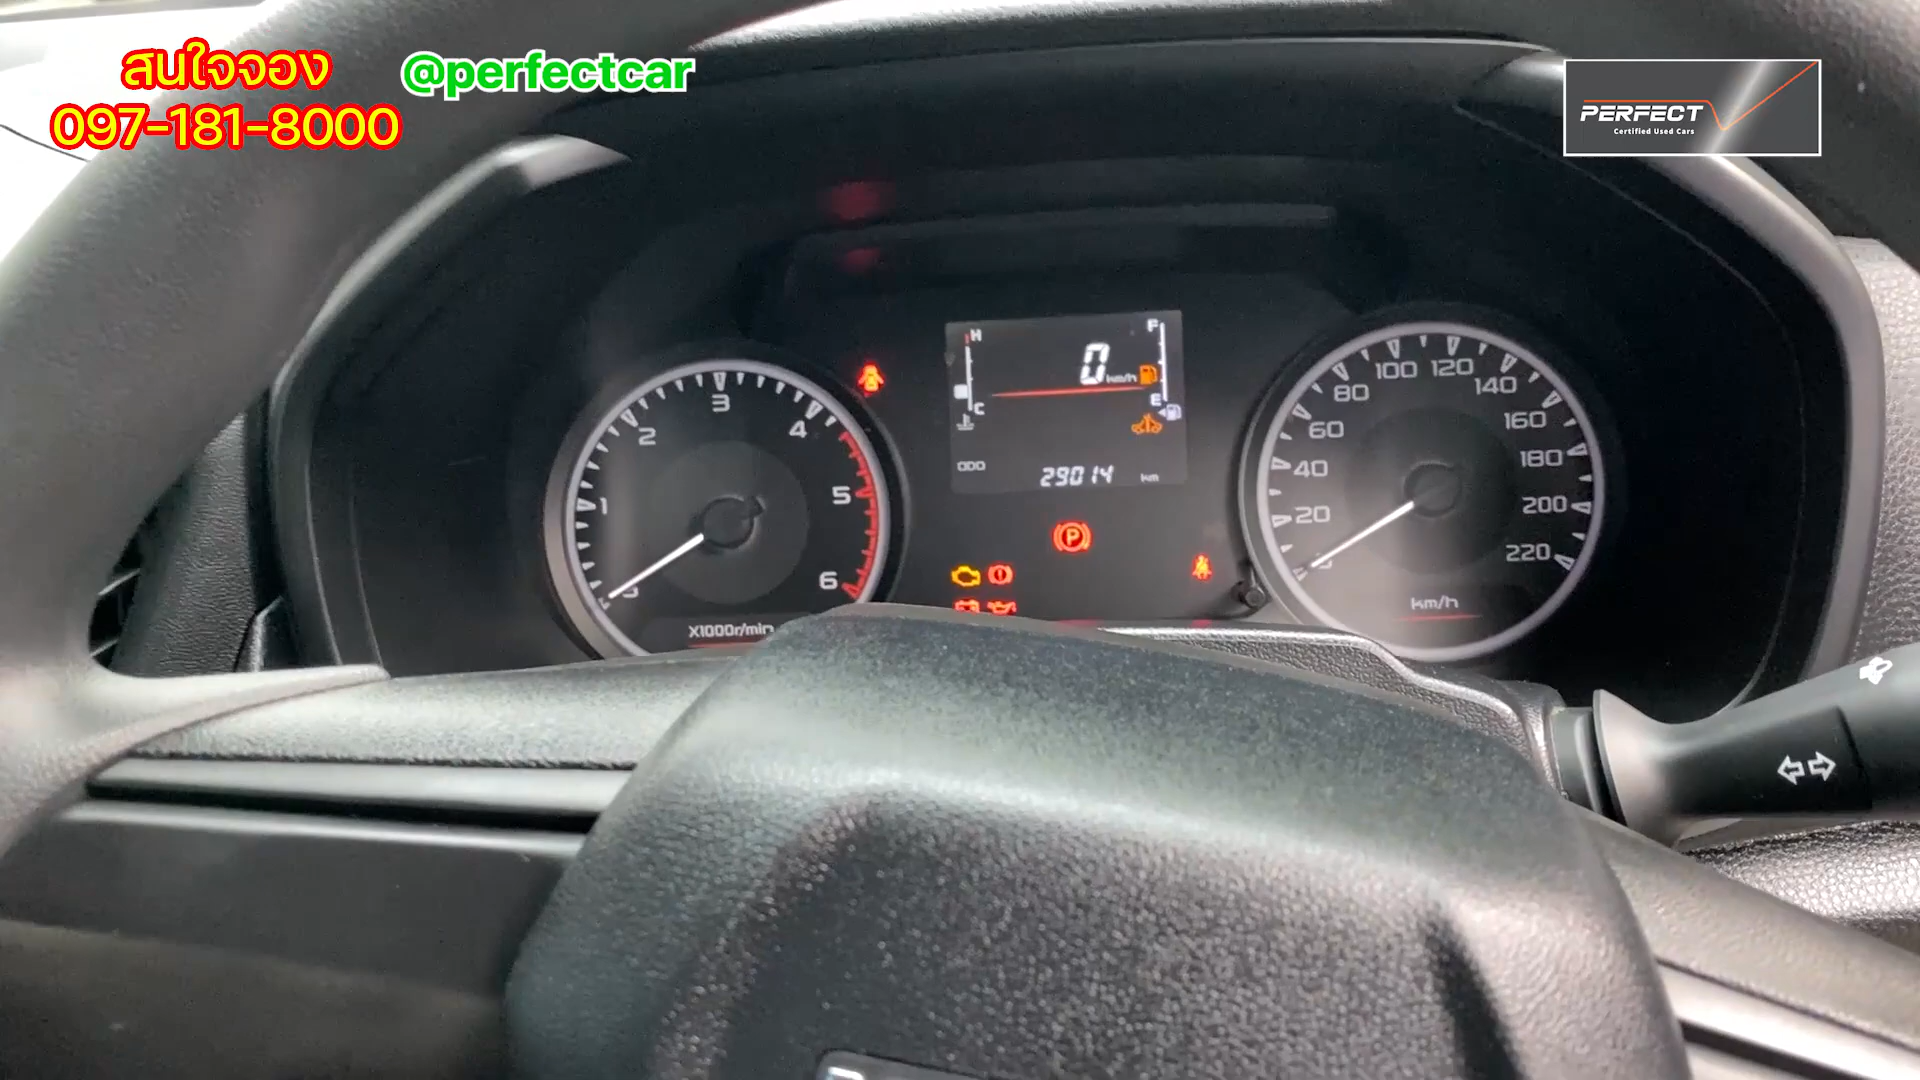 สนใจจอง
097-181-8000
@perfectcar
PERFECT
Certified Used Cars
H
C
F
E
0 km/h
ODO 29014 km
0 1 2 3 4 5 6
X1000r/min
20 40 60 80 100 120 140 160 180 200 220
km/h
P